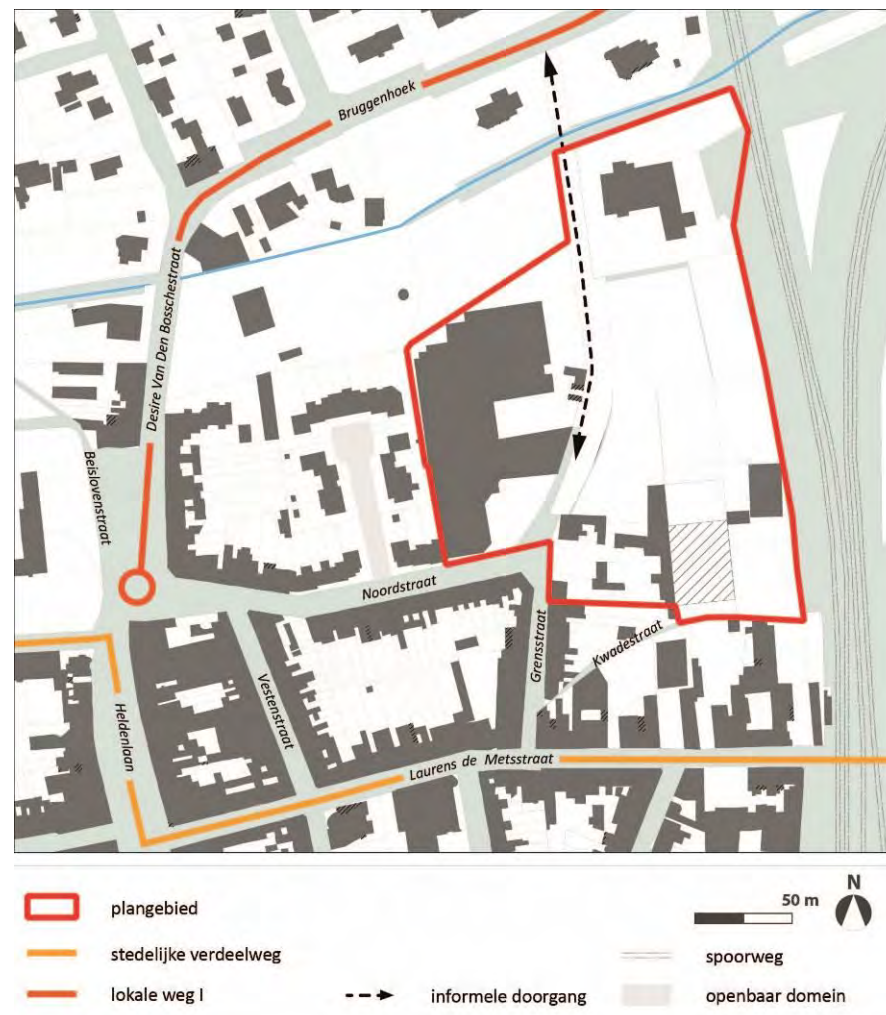 Bruggenhoek
Desire Van Den Bosschestraat
Beislovenstraat
Noordstraat
Grensstraat
Kwadestraat
Vestenstraat
Heldenlaan
Laurens de Metsstraat
plangebied
50 m
N
stedelijke verdeelweg
spoorweg
lokale weg I
informele doorgang
openbaar domein